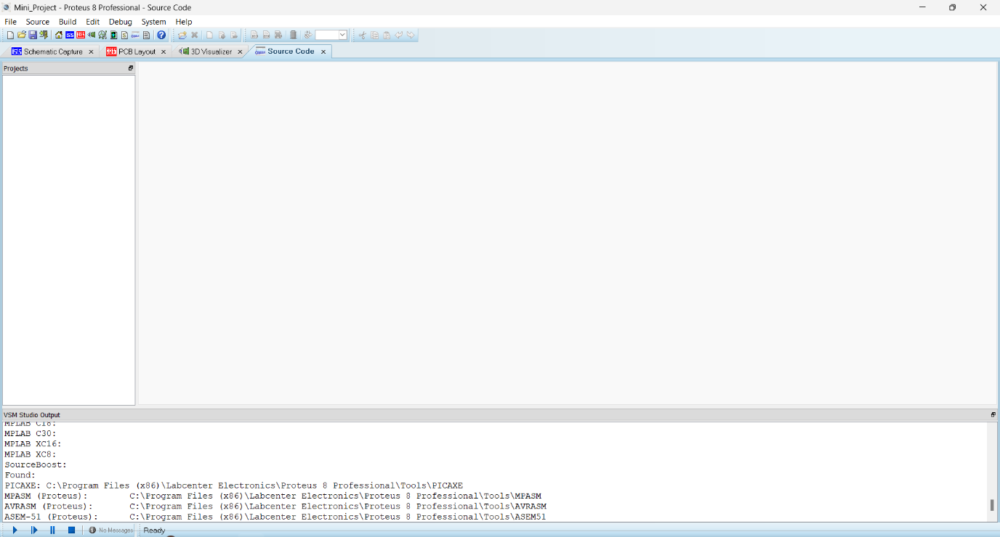 Mini_Project - Proteus 8 Professional - Source Code
File Source Build Edit Debug System Help
Schematic Capture PCB Layout 3D Visualizer Source Code
Projects
VSM Studio Output
MPLAB C18:
MPLAB C30:
MPLAB XC16:
MPLAB XC8:
SourceBoost:
Found:
PICAXE: C:\Program Files (x86)\Labcenter Electronics\Proteus 8 Professional\Tools\PICAXE
MPASM (Proteus): C:\Program Files (x86)\Labcenter Electronics\Proteus 8 Professional\Tools\MPASM
AVRASM (Proteus): C:\Program Files (x86)\Labcenter Electronics\Proteus 8 Professional\Tools\AVRASM
ASEM-51 (Proteus): C:\Program Files (x86)\Labcenter Electronics\Proteus 8 Professional\Tools\ASEM51
No Messages Ready